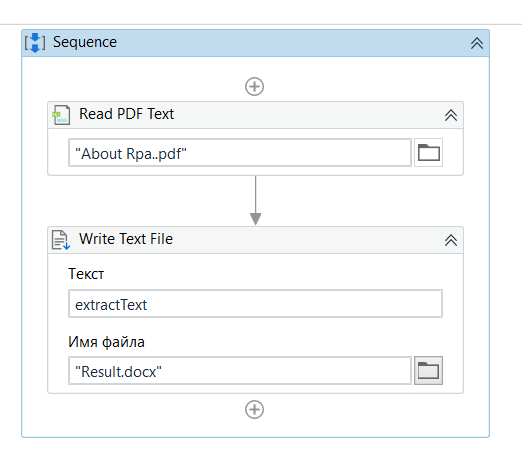 Sequence
Read PDF Text
"About Rpa..pdf"
Write Text File
Текст
extractText
Имя файла
"Result.docx"